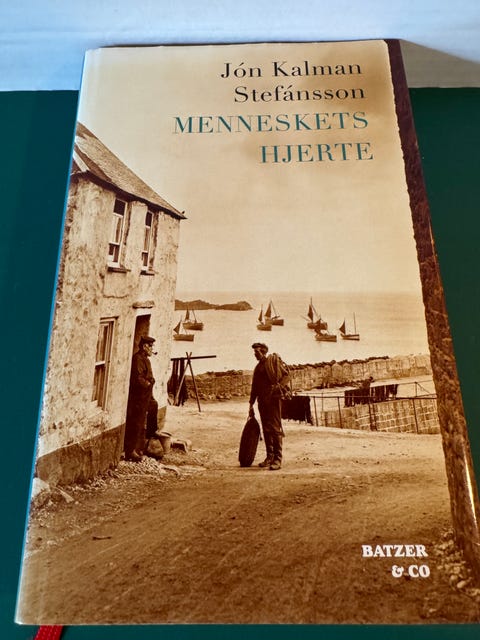 Jón Kalman
Stefánsson
MENNESKETS
HJERTE
BATZER
& CO